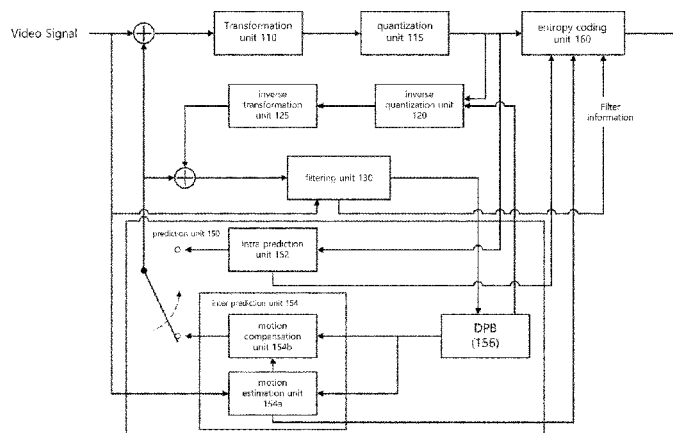 Video Signal
Transformation
unit 110
quantization
unit 115
entropy coding
unit 160
inverse
transformation
unit 125
inverse
quantization unit
120
Filter
information
filtering unit 130
prediction unit 150
intra prediction
unit 152
inter prediction unit 154
motion
compensation
unit 154b
DPB
(156)
motion
estimation unit
154a